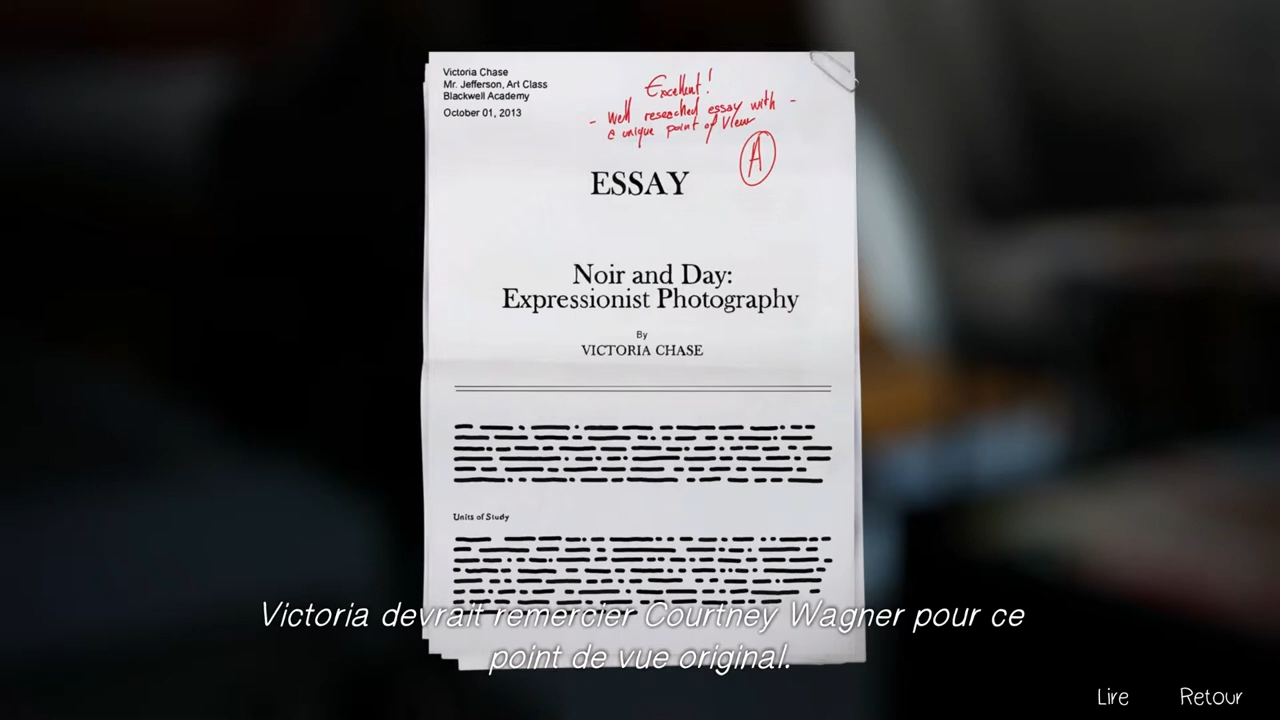 Victoria Chase
Mr. Jefferson, Art Class
Blackwell Academy
October 01, 2013
Excellent!
- Well reseached essay with -
a unique point of View
A
ESSAY
Noir and Day:
Expressionist Photography
By
VICTORIA CHASE
Units of Study
Victoria devrait remercier Courtney Wagner pour ce
point de vue original.
Lire Retour